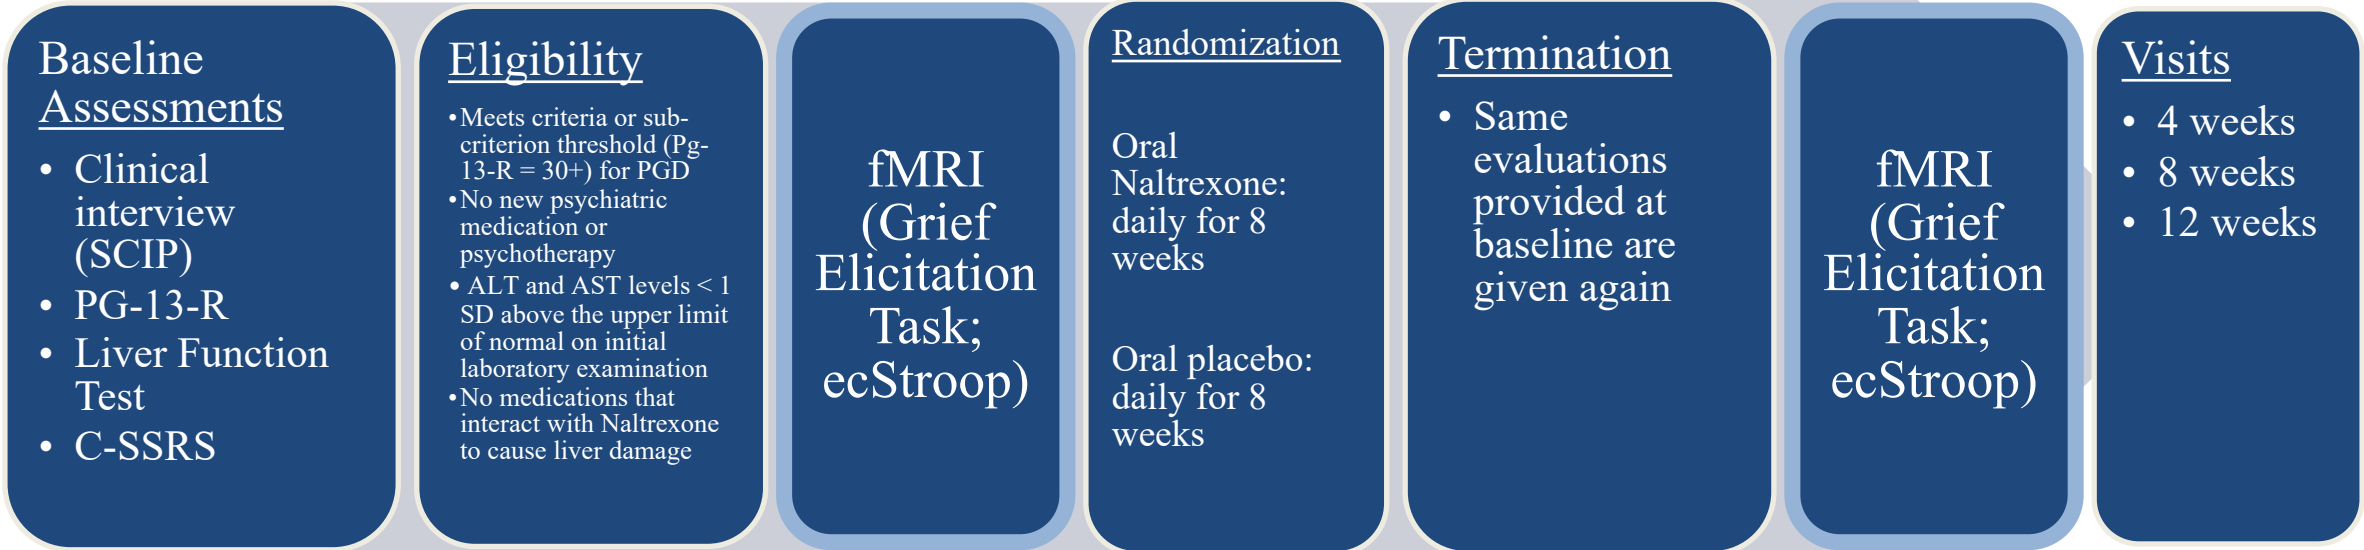 Baseline
Assessments
• Clinical
interview
(SCIP)
• PG-13-R
• Liver Function
Test
• C-SSRS
Eligibility
•Meets criteria or sub-
criterion threshold (Pg-
13-R = 30+) for PGD
•No new psychiatric
medication or
psychotherapy
• ALT and AST levels < 1
SD above the upper limit
of normal on initial
laboratory examination
•No medications that
interact with Naltrexone
to cause liver damage
fMRI
(Grief
Elicitation
Task;
ecStroop)
Randomization
Oral
Naltrexone:
daily for 8
weeks
Oral placebo:
daily for 8
weeks
Termination
• Same
evaluations
provided at
baseline are
given again
fMRI
(Grief
Elicitation
Task;
ecStroop)
Visits
• 4 weeks
• 8 weeks
• 12 weeks